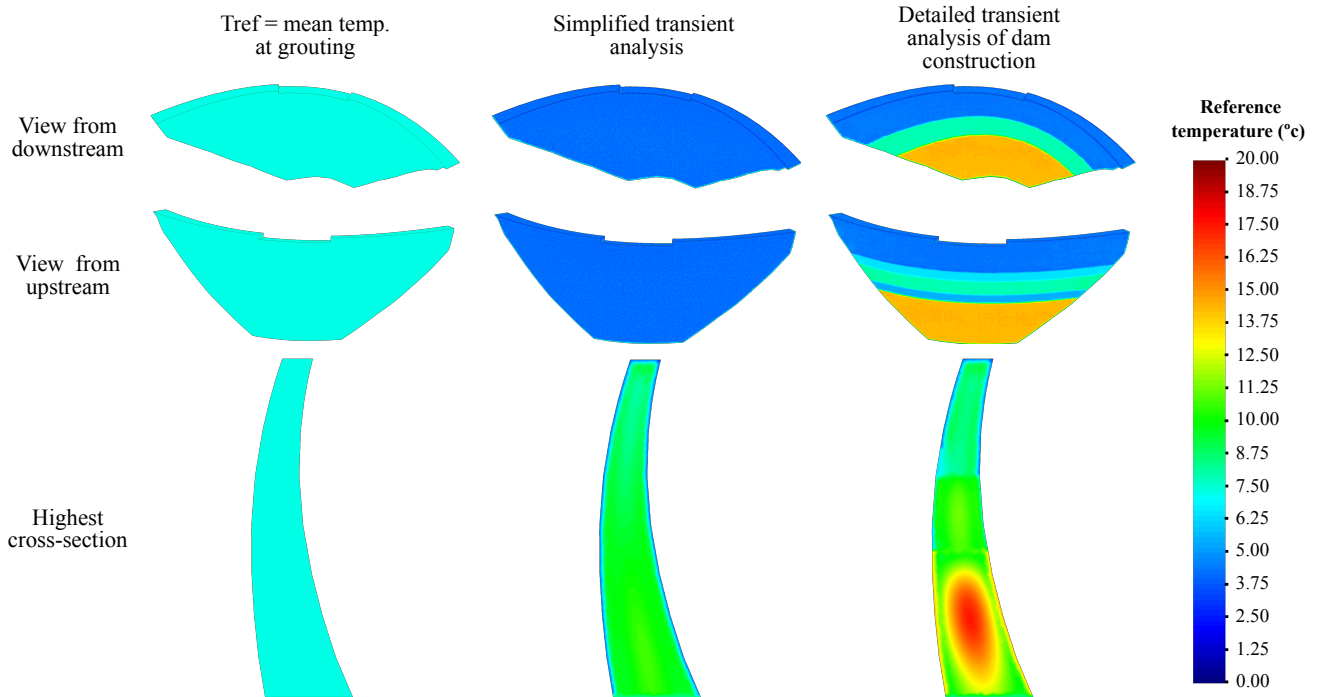 Tref = mean temp.
at grouting
Simplified transient
analysis
Detailed transient
analysis of dam
construction
View from
downstream
View from
upstream
Highest
cross-section
Reference
temperature (°c)
20.00
18.75
17.50
16.25
15.00
13.75
12.50
11.25
10.00
8.75
7.50
6.25
5.00
3.75
2.50
1.25
0.00